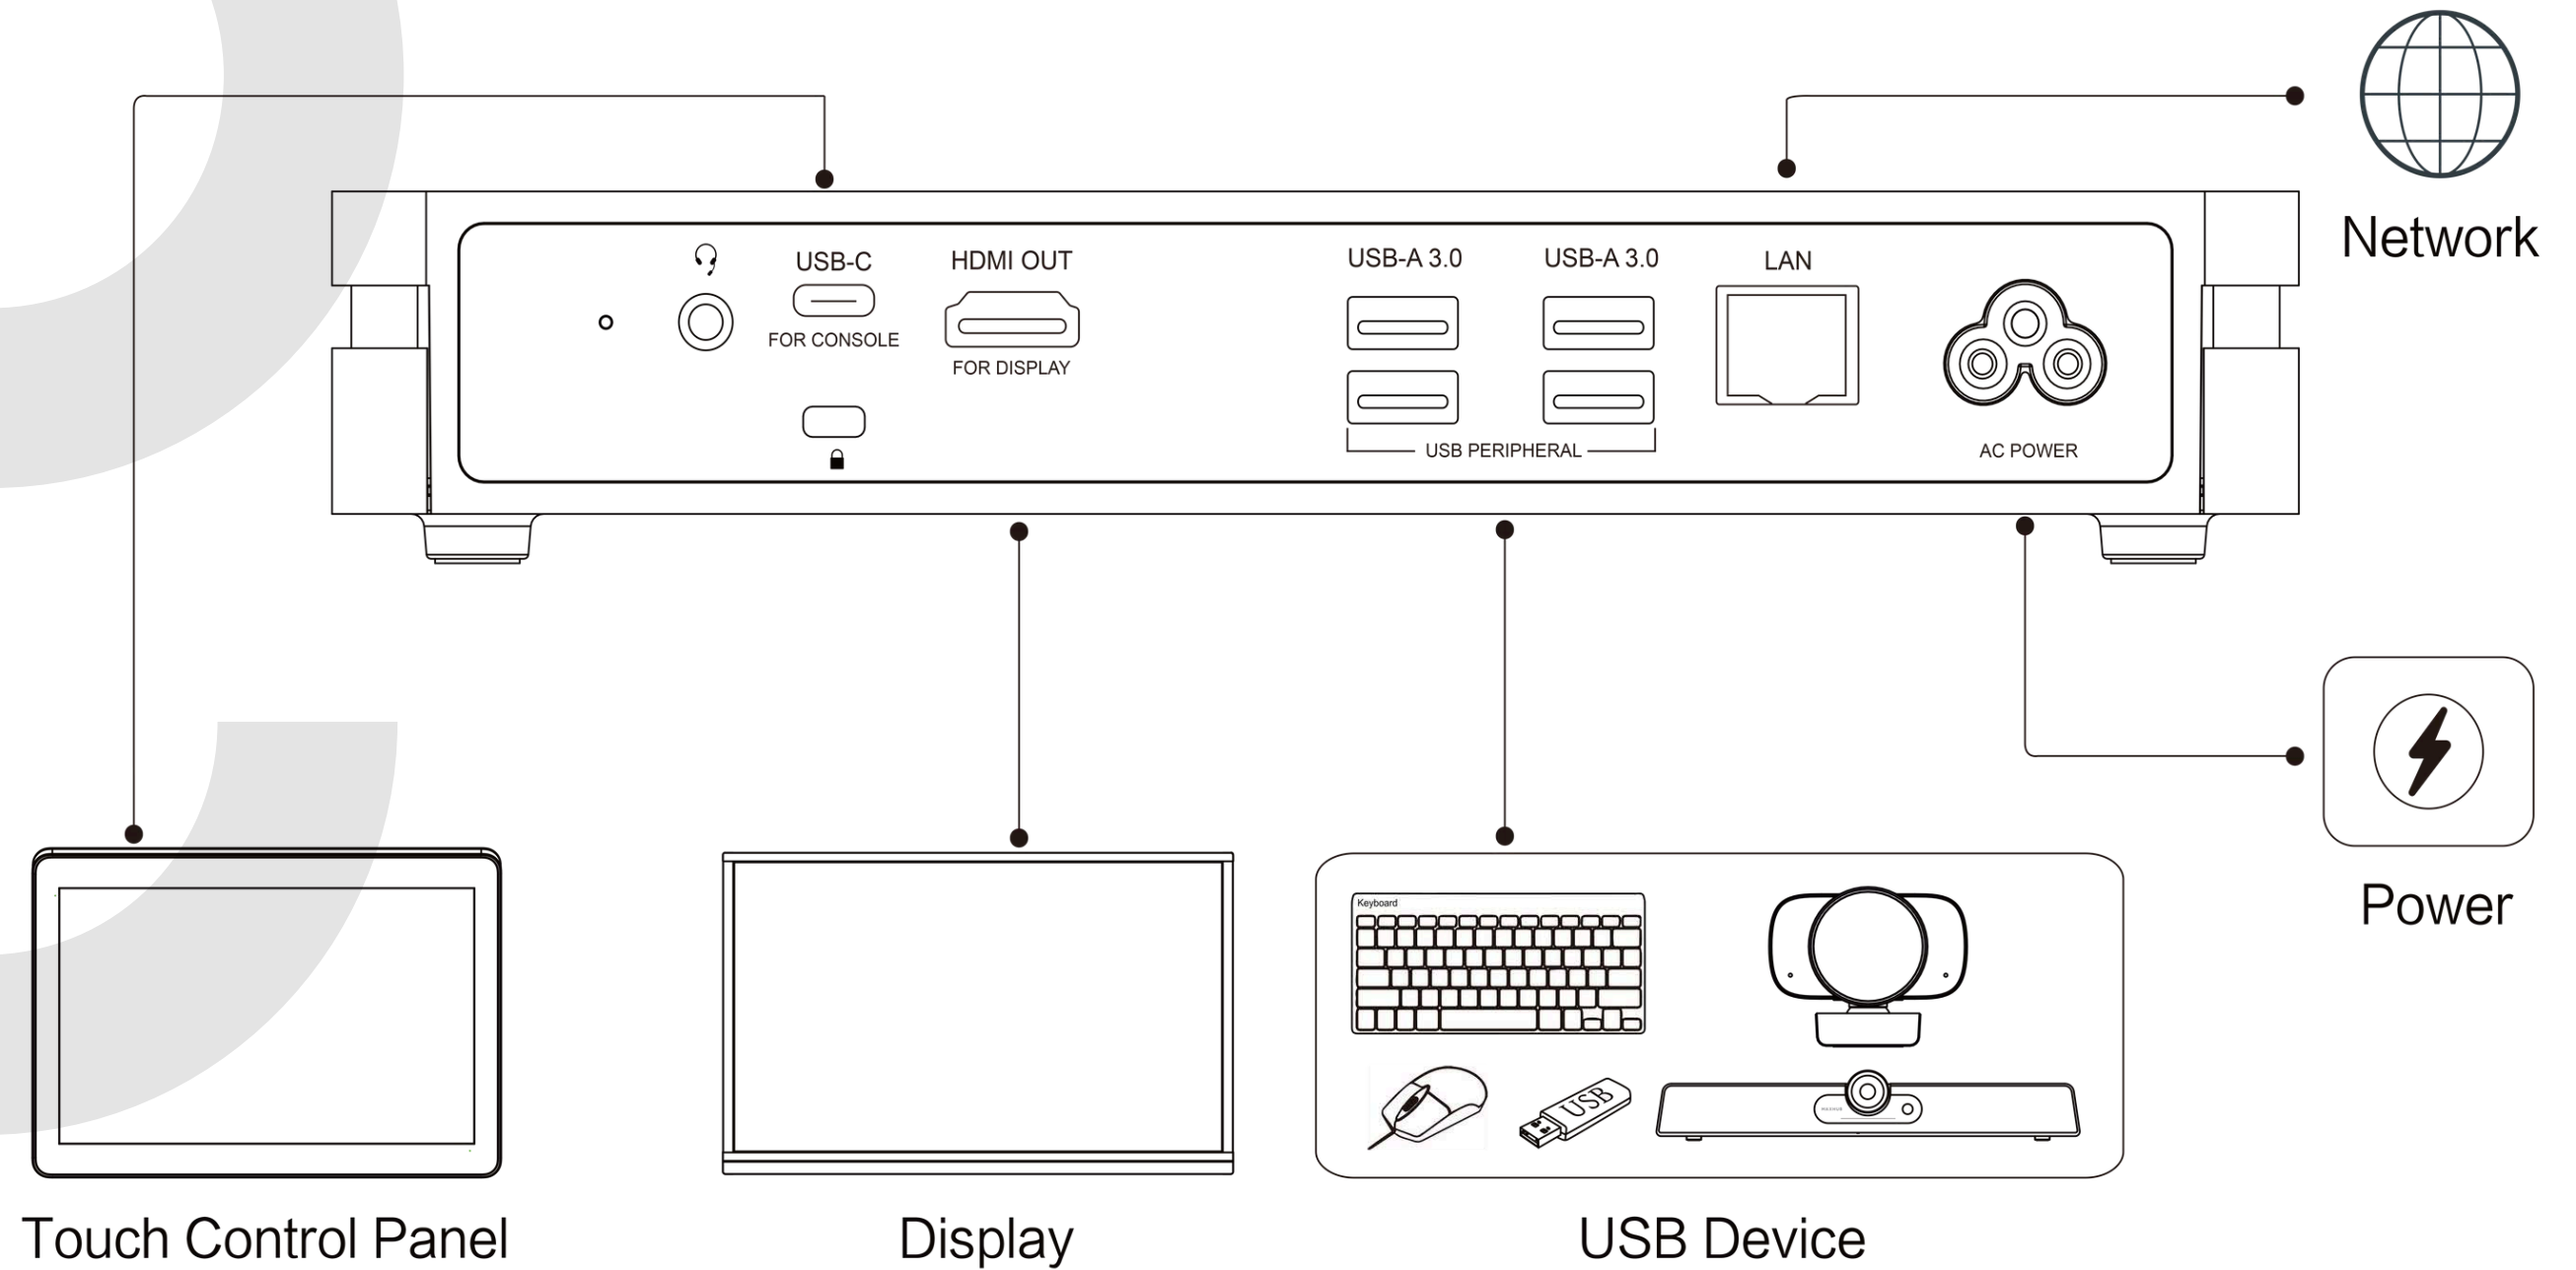 Network
USB-C
HDMI OUT
USB-A 3.0
USB-A 3.0
LAN
FOR CONSOLE
FOR DISPLAY
USB PERIPHERAL
AC POWER
Power
Keyboard
USB
Touch Control Panel
Display
USB Device